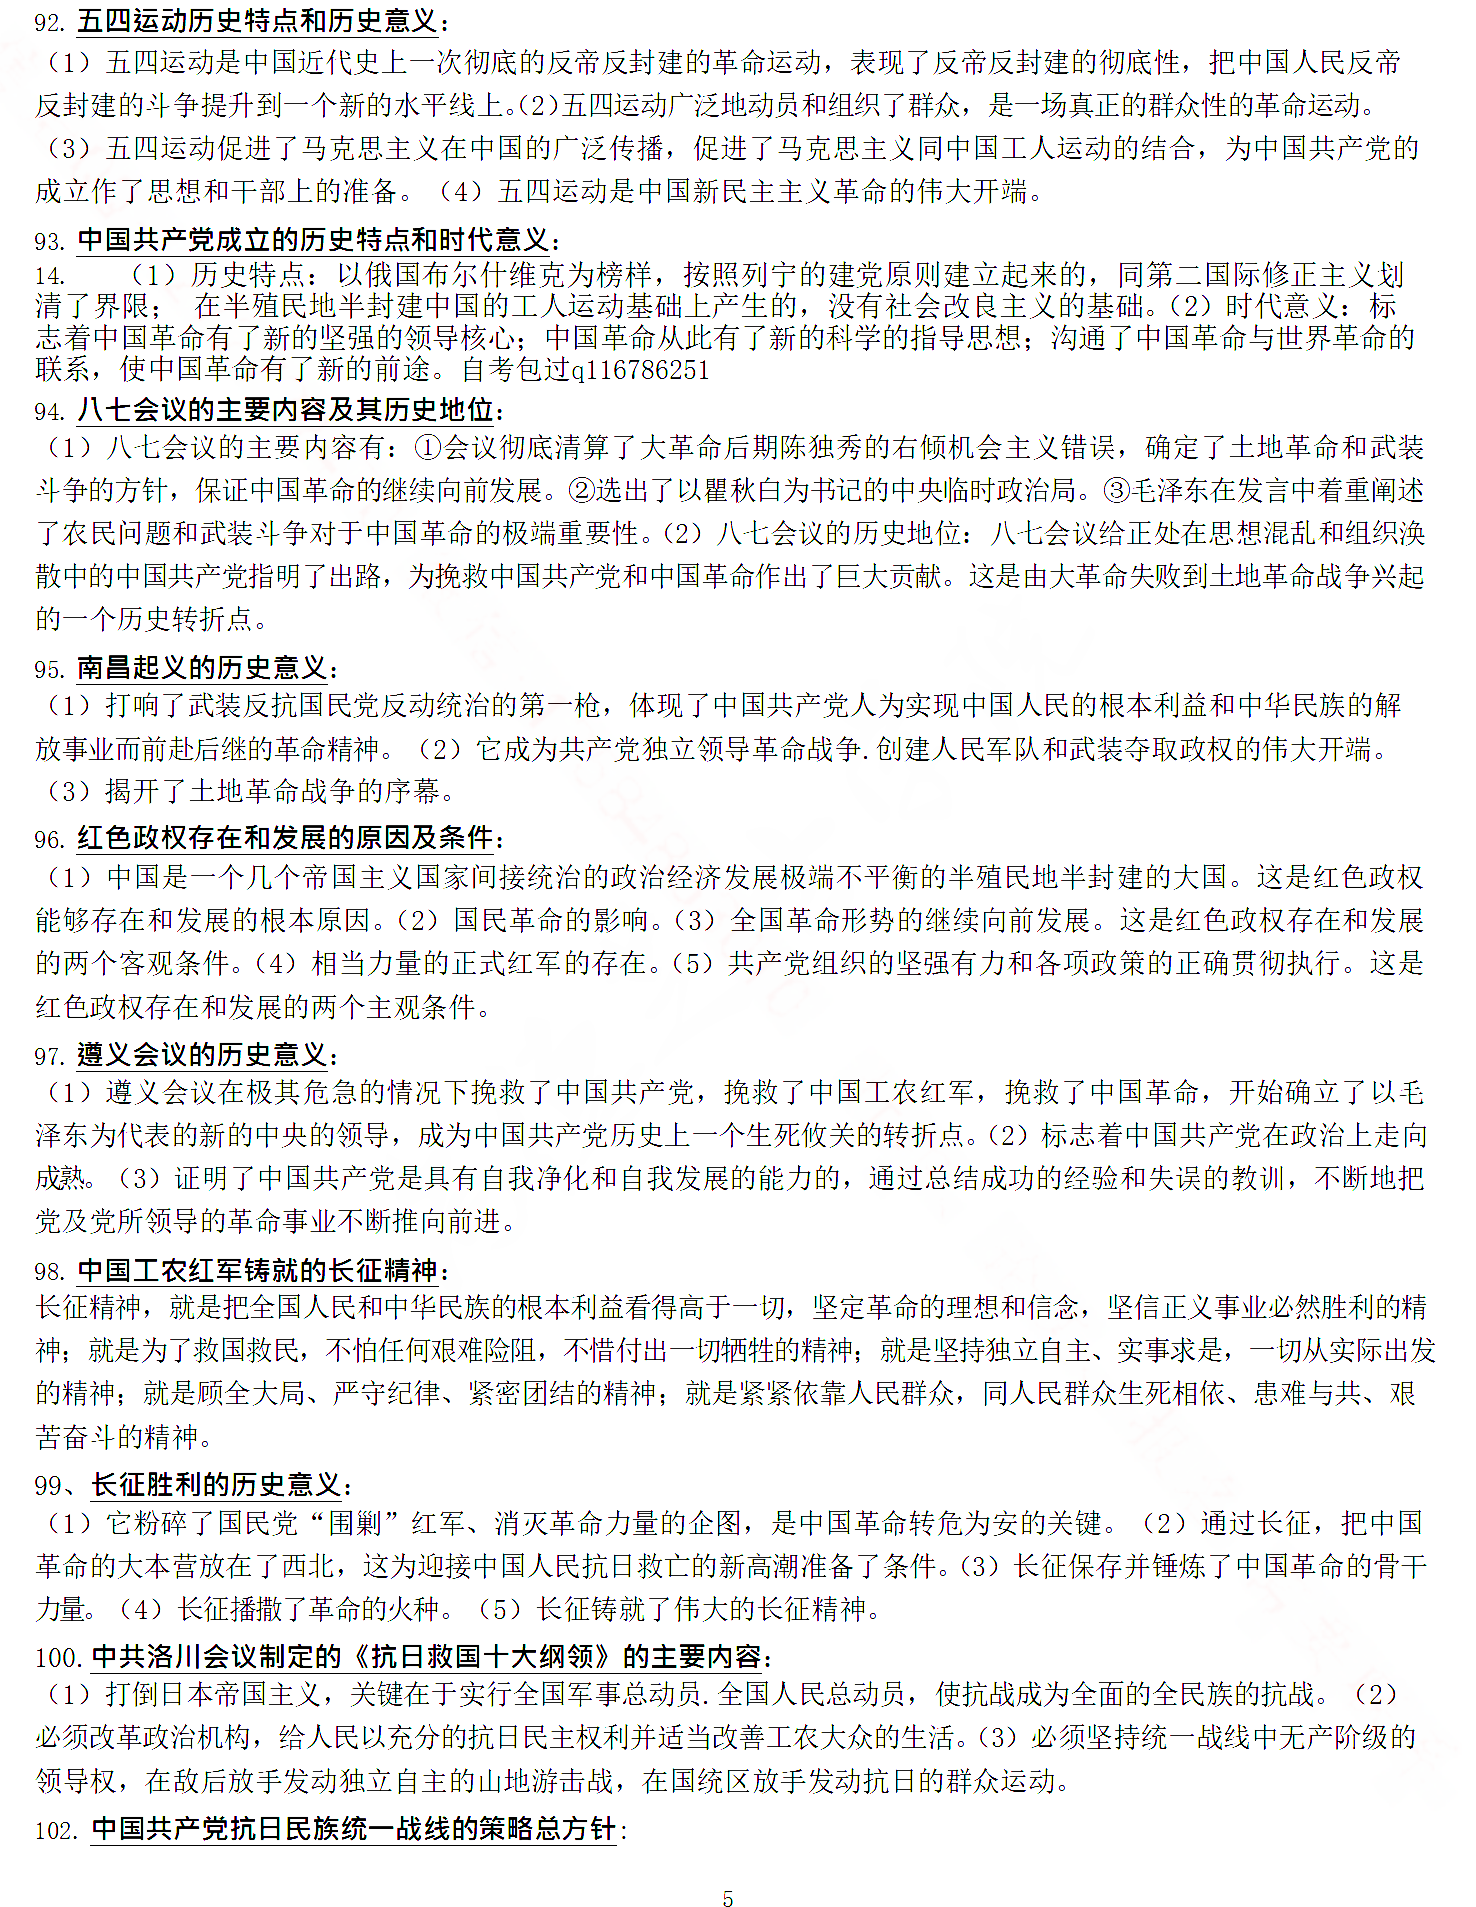 92. 五四运动历史特点和历史意义:
（1）五四运动是中国近代史上一次彻底的反帝反封建的革命运动，表现了反帝反封建的彻底性，把中国人民反帝
反封建的斗争提升到一个新的水平线上。（2）五四运动广泛地动员和组织了群众，是一场真正的群众性的革命运动。
（3）五四运动促进了马克思主义在中国的广泛传播，促进了马克思主义同中国工人运动的结合，为中国共产党的
成立作了思想和干部上的准备。（4）五四运动是中国新民主主义革命的伟大开端。
93. 中国共产党成立的历史特点和时代意义:
14. （1）历史特点：以俄国布尔什维克为榜样，按照列宁的建党原则建立起来的，同第二国际修正主义划
清了界限； 在半殖民地半封建中国的工人运动基础上产生的，没有社会改良主义的基础。（2）时代意义：标
志着中国革命有了新的坚强的领导核心；中国革命从此有了新的科学的指导思想；沟通了中国革命与世界革命的
联系，使中国革命有了新的前途。自考包过q116786251
94. 八七会议的主要内容及其历史地位:
（1）八七会议的主要内容有：①会议彻底清算了大革命后期陈独秀的右倾机会主义错误，确定了土地革命和武装
斗争的方针，保证中国革命的继续向前发展。②选出了以瞿秋白为书记的中央临时政治局。③毛泽东在发言中着重阐述
了农民问题和武装斗争对于中国革命的极端重要性。（2）八七会议的历史地位：八七会议给正处在思想混乱和组织涣
散中的中国共产党指明了出路，为挽救中国共产党和中国革命作出了巨大贡献。这是由大革命失败到土地革命战争兴起
的一个历史转折点。
95. 南昌起义的历史意义:
（1）打响了武装反抗国民党反动统治的第一枪，体现了中国共产党人为实现中国人民的根本利益和中华民族的解
放事业而前赴后继的革命精神。（2）它成为共产党独立领导革命战争.创建人民军队和武装夺取政权的伟大开端。
（3）揭开了土地革命战争的序幕。
96. 红色政权存在和发展的原因及条件:
（1）中国是一个几个帝国主义国家间接统治的政治经济发展极端不平衡的半殖民地半封建的大国。这是红色政权
能够存在和发展的根本原因。（2）国民革命的影响。（3）全国革命形势的继续向前发展。这是红色政权存在和发展
的两个客观条件。（4）相当力量的正式红军的存在。（5）共产党组织的坚强有力和各项政策的正确贯彻执行。这是
红色政权存在和发展的两个主观条件。
97. 遵义会议的历史意义:
（1）遵义会议在极其危急的情况下挽救了中国共产党，挽救了中国工农红军，挽救了中国革命，开始确立了以毛
泽东为代表的新的中央的领导，成为中国共产党历史上一个生死攸关的转折点。（2）标志着中国共产党在政治上走向
成熟。（3）证明了中国共产党是具有自我净化和自我发展的能力的，通过总结成功的经验和失误的教训，不断地把
党及党所领导的革命事业不断推向前进。
98. 中国工农红军铸就的长征精神:
长征精神，就是把全国人民和中华民族的根本利益看得高于一切，坚定革命的理想和信念，坚信正义事业必然胜利的精
神；就是为了救国救民，不怕任何艰难险阻，不惜付出一切牺牲的精神；就是坚持独立自主、实事求是，一切从实际出发
的精神；就是顾全大局、严守纪律、紧密团结的精神；就是紧紧依靠人民群众，同人民群众生死相依、患难与共、艰
苦奋斗的精神。
99、长征胜利的历史意义:
（1）它粉碎了国民党“围剿”红军、消灭革命力量的企图，是中国革命转危为安的关键。（2）通过长征，把中国
革命的大本营放在了西北，这为迎接中国人民抗日救亡的新高潮准备了条件。（3）长征保存并锤炼了中国革命的骨干
力量。（4）长征播撒了革命的火种。（5）长征铸就了伟大的长征精神。
100. 中共洛川会议制定的《抗日救国十大纲领》的主要内容:
（1）打倒日本帝国主义，关键在于实行全国军事总动员.全国人民总动员，使抗战成为全面的全民族的抗战。（2）
必须改革政治机构，给人民以充分的抗日民主权利并适当改善工农大众的生活。（3）必须坚持统一战线中无产阶级的
领导权，在敌后放手发动独立自主的山地游击战，在国统区放手发动抗日的群众运动。
102. 中国共产党抗日民族统一战线的策略总方针:
5